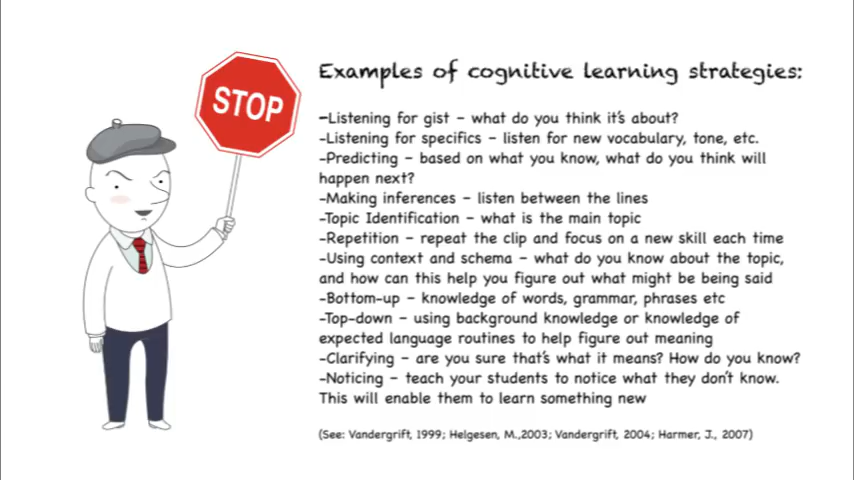 STOP
Examples of cognitive learning strategies:
-Listening for gist - what do you think it's about?
-Listening for specifics - listen for new vocabulary, tone, etc.
-Predicting - based on what you know, what do you think will
happen next?
-Making inferences - listen between the lines
-Topic Identification - what is the main topic
-Repetition - repeat the clip and focus on a new skill each time
-Using context and schema - what do you know about the topic,
and how can this help you figure out what might be being said
-Bottom-up - knowledge of words, grammar, phrases etc
-Top-down - using background knowledge or knowledge of
expected language routines to help figure out meaning
-Clarifying - are you sure that's what it means? How do you know?
-Noticing - teach your students to notice what they don't know.
This will enable them to learn something new
(See: Vandergrift, 1999; Helgesen, M.,2003; Vandergrift, 2004; Harmer, J., 2007)